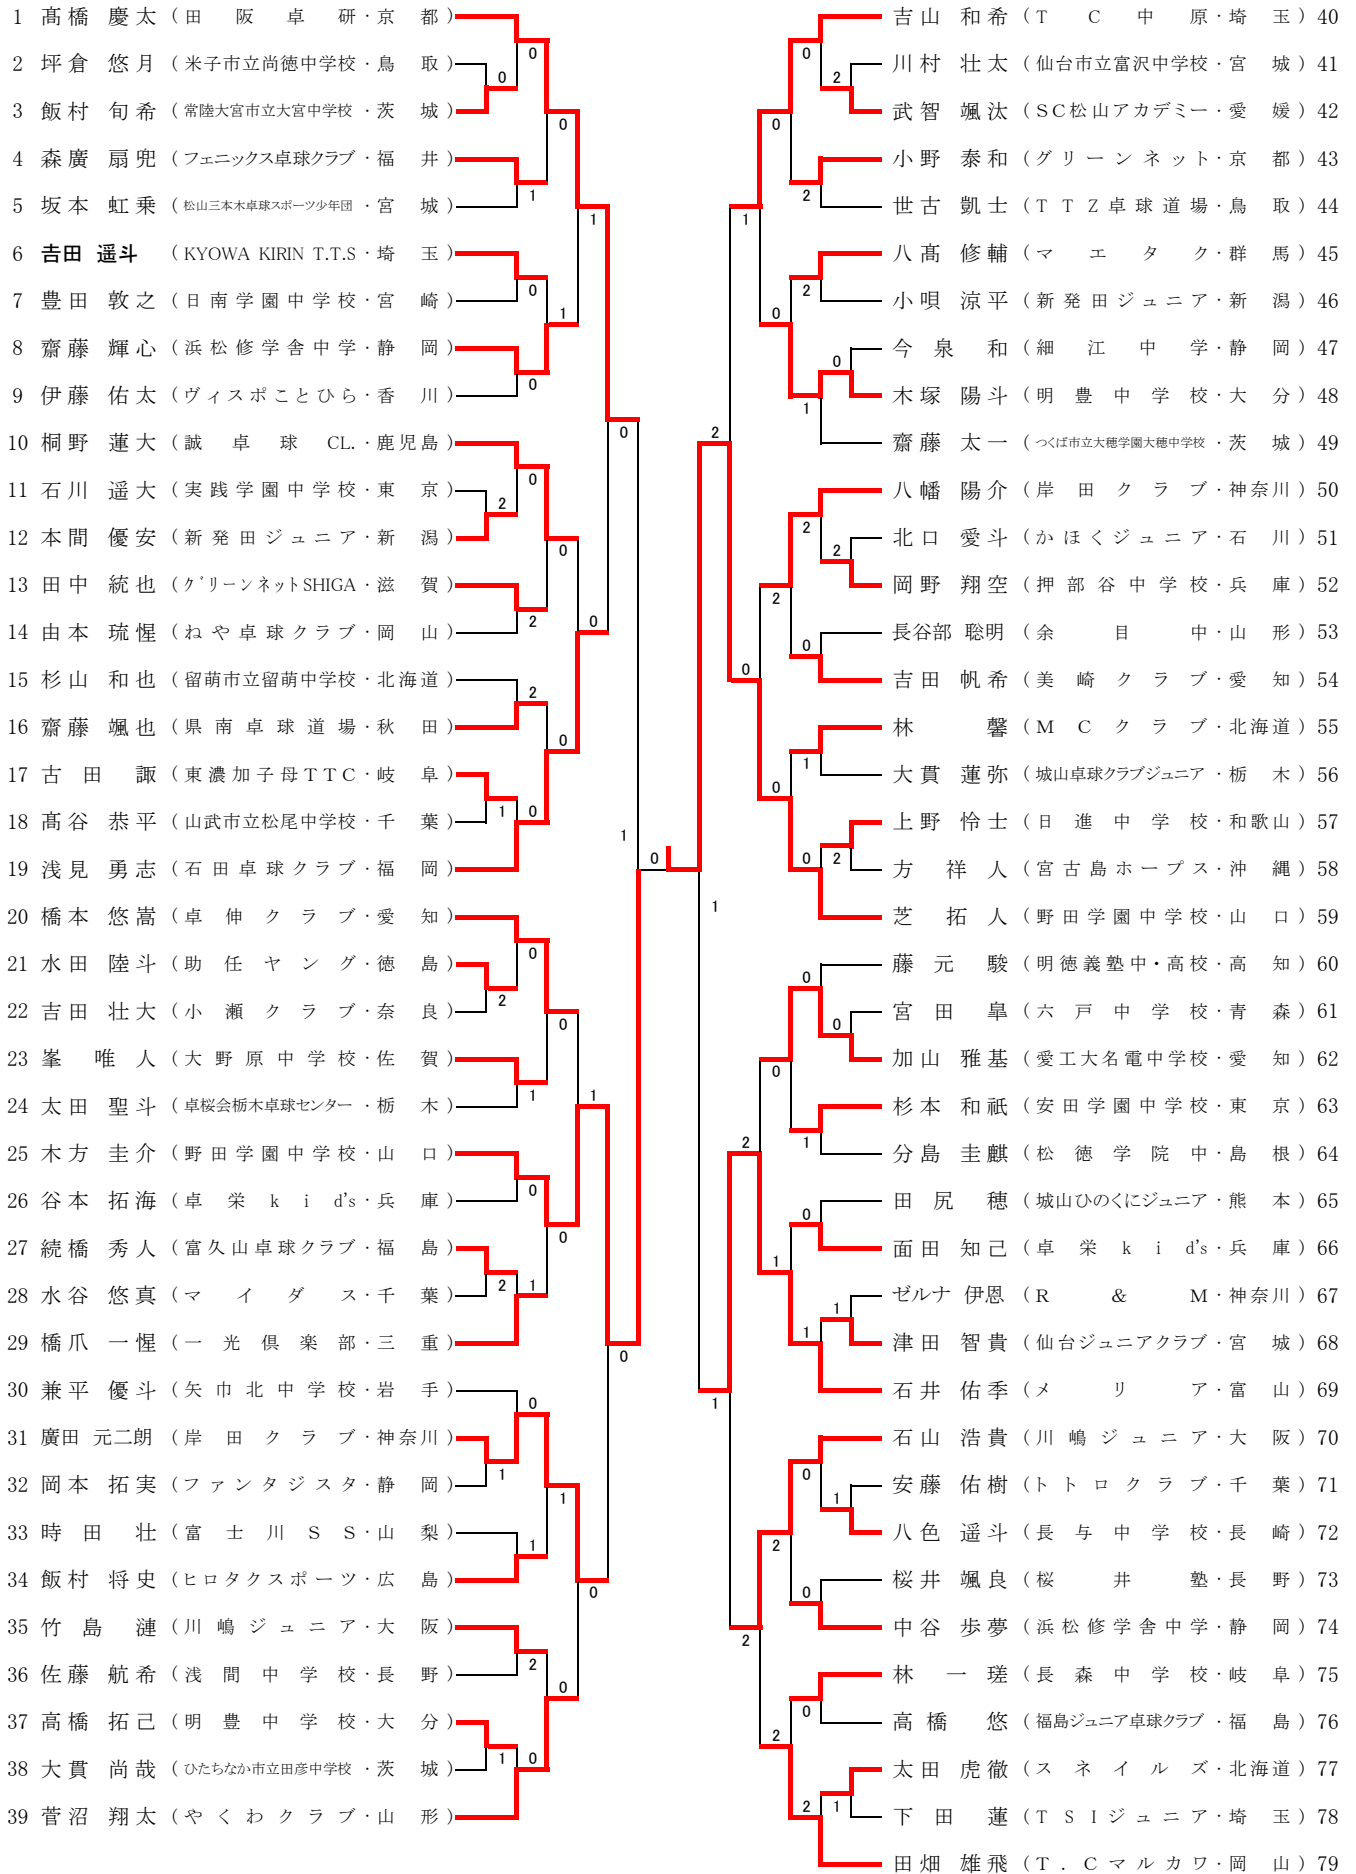 1 髙橋 慶太 (田阪卓研・京都)
2 坪倉 悠月 (米子市立尚徳中学校・鳥取)
3 飯村 旬希 (常陸大宮市立大宮中学校・茨城)
4 森廣 扇兜 (フェニックス卓球クラブ・福井)
5 坂本 虹乗 (松山三本木卓球スポーツ少年団・宮城)
6 𠮷田 遥斗 (KYOWA KIRIN T.T.S・埼玉)
7 豊田 敦之 (日南学園中学校・宮崎)
8 齋藤 輝心 (浜松修学舎中学・静岡)
9 伊藤 佑太 (ヴィスポことひら・香川)
10 桐野 蓮大 (誠卓球CL.・鹿児島)
11 石川 遥大 (実践学園中学校・東京)
12 本間 優安 (新発田ジュニア・新潟)
13 田中 統也 (グリーンネットSHIGA・滋賀)
14 由本 琉惺 (ねや卓球クラブ・岡山)
15 杉山 和也 (留萌市立留萌中学校・北海道)
16 齋藤 颯也 (県南卓球道場・秋田)
17 古田 諏 (東濃加子母TTC・岐阜)
18 髙谷 恭平 (山武市立松尾中学校・千葉)
19 浅見 勇志 (石田卓球クラブ・福岡)
20 橋本 悠嵩 (卓伸クラブ・愛知)
21 水田 陸斗 (助任ヤング・徳島)
22 吉田 壮大 (小瀬クラブ・奈良)
23 峯 唯人 (大野原中学校・佐賀)
24 太田 聖斗 (卓桜会栃木卓球センター・栃木)
25 木方 圭介 (野田学園中学校・山口)
26 谷本 拓海 (卓栄kid's・兵庫)
27 続橋 秀人 (富久山卓球クラブ・福島)
28 水谷 悠真 (マイダス・千葉)
29 橋爪 一惺 (一光倶楽部・三重)
30 兼平 優斗 (矢巾北中学校・岩手)
31 廣田 元二朗 (岸田クラブ・神奈川)
32 岡本 拓実 (ファンタジスタ・静岡)
33 時田 壮 (富士川SS・山梨)
34 飯村 将史 (ヒロタクスポーツ・広島)
35 竹島 漣 (川嶋ジュニア・大阪)
36 佐藤 航希 (浅間中学校・長野)
37 高橋 拓己 (明豊中学校・大分)
38 大貫 尚哉 (ひたちなか市立田彦中学校・茨城)
39 菅沼 翔太 (やくわクラブ・山形)
吉山 和希 (TC中原・埼玉) 40
川村 壮太 (仙台市立富沢中学校・宮城) 41
武智 颯汰 (SC松山アカデミー・愛媛) 42
小野 泰和 (グリーンネット・京都) 43
世古 凱士 (TTZ卓球道場・鳥取) 44
八髙 修輔 (マエタク・群馬) 45
小唄 涼平 (新発田ジュニア・新潟) 46
今泉 和 (細江中学・静岡) 47
木塚 陽斗 (明豊中学校・大分) 48
齋藤 太一 (つくば市立大穂学園大穂中学校・茨城) 49
八幡 陽介 (岸田クラブ・神奈川) 50
北口 愛斗 (かほくジュニア・石川) 51
岡野 翔空 (押部谷中学校・兵庫) 52
長谷部 聡明 (余目中・山形) 53
吉田 帆希 (美崎クラブ・愛知) 54
林 馨 (MCクラブ・北海道) 55
大貫 蓮弥 (城山卓球クラブジュニア・栃木) 56
上野 怜士 (日進中学校・和歌山) 57
方 祥人 (宮古島ホープス・沖縄) 58
芝 拓人 (野田学園中学校・山口) 59
藤元 駿 (明徳義塾中・高校・高知) 60
宮田 皐 (六戸中学校・青森) 61
加山 雅基 (愛工大名電中学校・愛知) 62
杉本 和祇 (安田学園中学校・東京) 63
分島 圭麒 (松徳学院中・島根) 64
田尻 穂 (城山ひのくにジュニア・熊本) 65
面田 知己 (卓栄kid's・兵庫) 66
ゼルナ 伊恩 (R&M・神奈川) 67
津田 智貴 (仙台ジュニアクラブ・宮城) 68
石井 佑季 (メリア・富山) 69
石山 浩貴 (川嶋ジュニア・大阪) 70
安藤 佑樹 (トトロクラブ・千葉) 71
八色 遥斗 (長与中学校・長崎) 72
桜井 颯良 (桜井塾・長野) 73
中谷 歩夢 (浜松修学舎中学・静岡) 74
林 一瑳 (長森中学校・岐阜) 75
高橋 悠 (福島ジュニア卓球クラブ・福島) 76
太田 虎徹 (スネイルズ・北海道) 77
下田 蓮 (TSIジュニア・埼玉) 78
田畑 雄飛 (T.Cマルカワ・岡山) 79